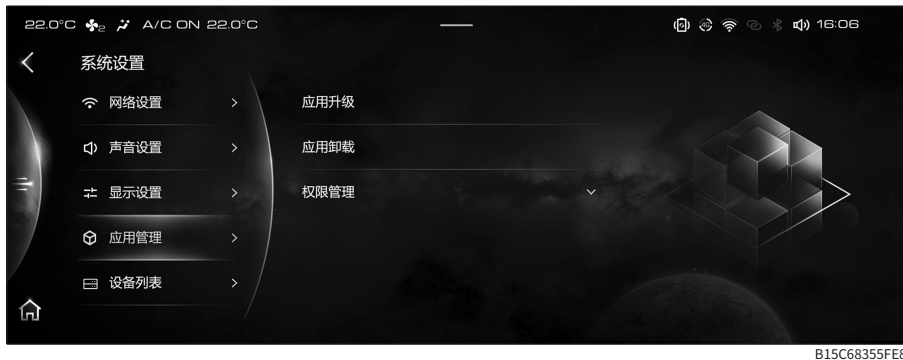 22.0°C 2 A/C ON 22.0°C 4G 16:06
系统设置
网络设置
声音设置
显示设置
应用管理
设备列表
应用升级
应用卸载
权限管理
B15C68355FE8